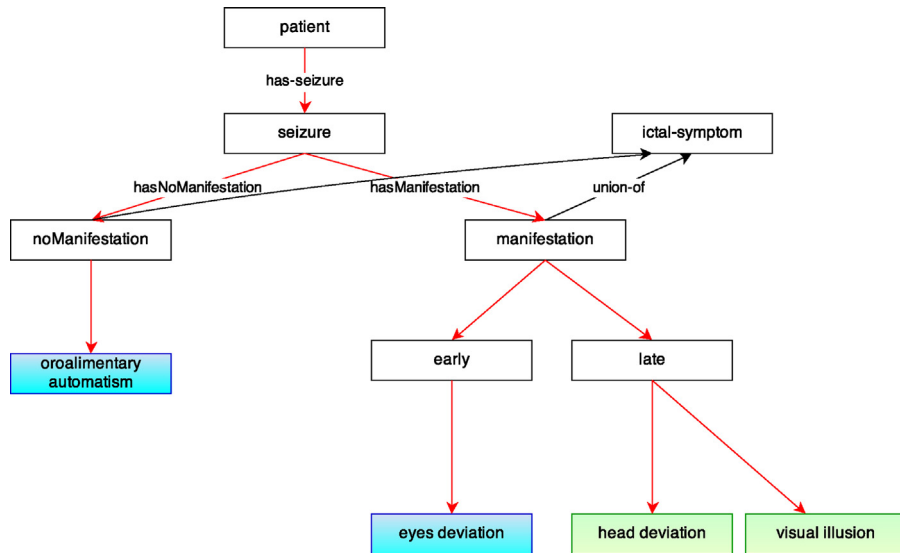 patient
has-seizure
seizure
ictal-symptom
hasNoManifestation
hasManifestation
union-of
noManifestation
manifestation
oroalimentary
automatism
early
late
eyes deviation
head deviation
visual illusion